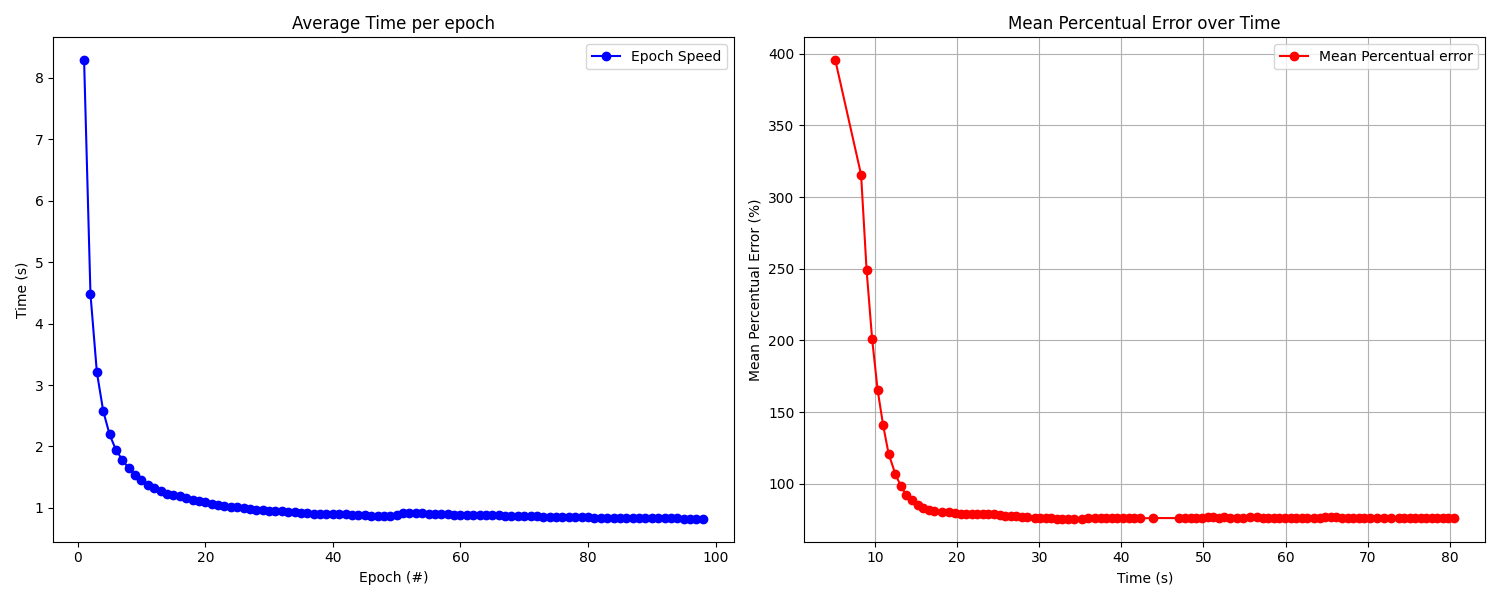 Average Time per epoch
Epoch Speed
8
7
6
5
4
3
2
1
Time (s)
0 20 40 60 80 100
Epoch (#)
Mean Percentual Error over Time
Mean Percentual error
400
350
300
250
200
150
100
Mean Percentual Error (%)
10 20 30 40 50 60 70 80
Time (s)